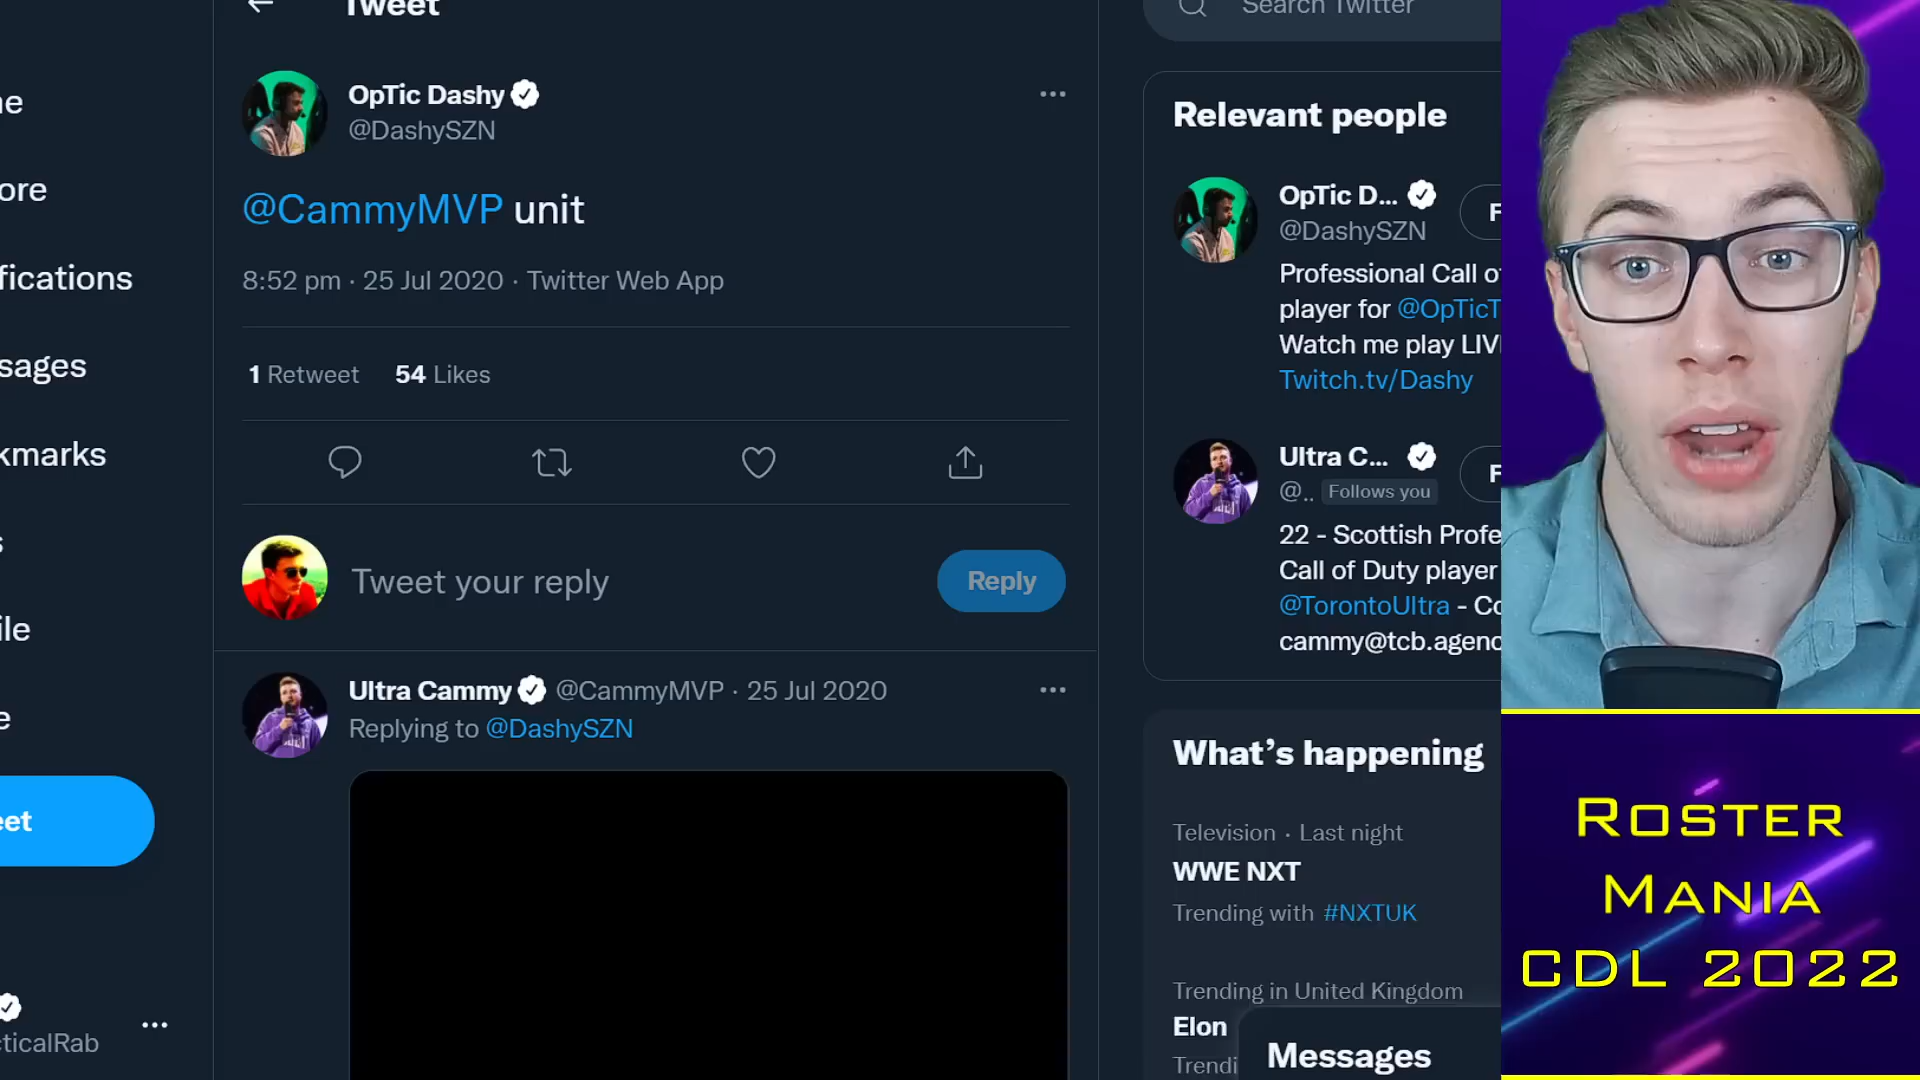 Tweet
Search Twitter
OpTic Dashy
@DashySZN
@CammyMVP unit
8:52 pm · 25 Jul 2020 · Twitter Web App
1 Retweet 54 Likes
Tweet your reply
Reply
Ultra Cammy @CammyMVP · 25 Jul 2020
Replying to @DashySZN
ne
ore
fications
sages
kmarks
s
ile
e
eet
cticalRab
Relevant people
OpTic D...
@DashySZN
F
Professional Call of
player for @OpTicT
Watch me play LIV
Twitch.tv/Dashy
Ultra C...
@.. Follows you
F
22 - Scottish Profe
Call of Duty player
@TorontoUltra - Co
cammy@tcb.agenc
What’s happening
Television · Last night
WWE NXT
Trending with #NXTUK
Trending in United Kingdom
Elon
Trendi
Messages
ROSTER
MANIA
CDL 2022